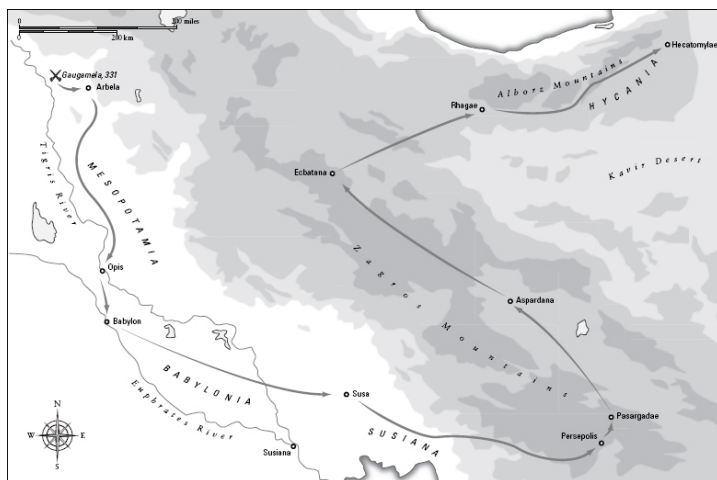 0 200 miles
0 200 km
Hecatomylae
Gaugamela, 331
Arbela
Alborz Mountains
HYCANIA
Rhagae
Tigris River
MESOPOTAMIA
Ecbatana
Kavir Desert
Opis
Zagros Mountains
Aspardana
Babylon
BABYLONIA
Susa
Euphrates River
N
W E
S
Susiana
SUSIANA
Pasargadae
Persepolis